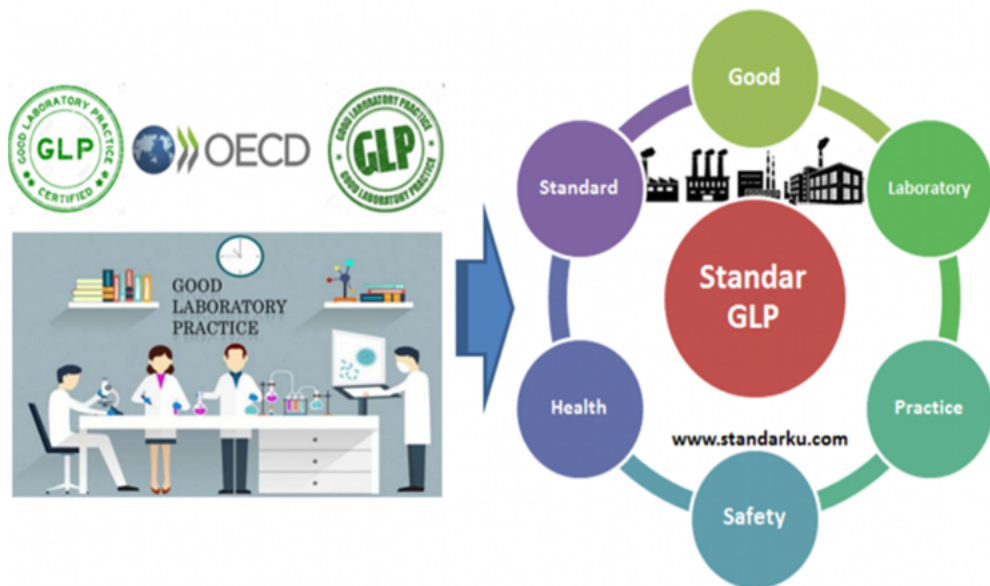 GOOD LABORATORY PRACTICE
GLP
CERTIFIED
OECD
GOOD LABORATORY PRACTICE
GLP
GOOD LABORATORY PRACTICE
GOOD
LABORATORY
PRACTICE
Good
Laboratory
Practice
Safety
Health
Standard
Standar
GLP
www.standarku.com